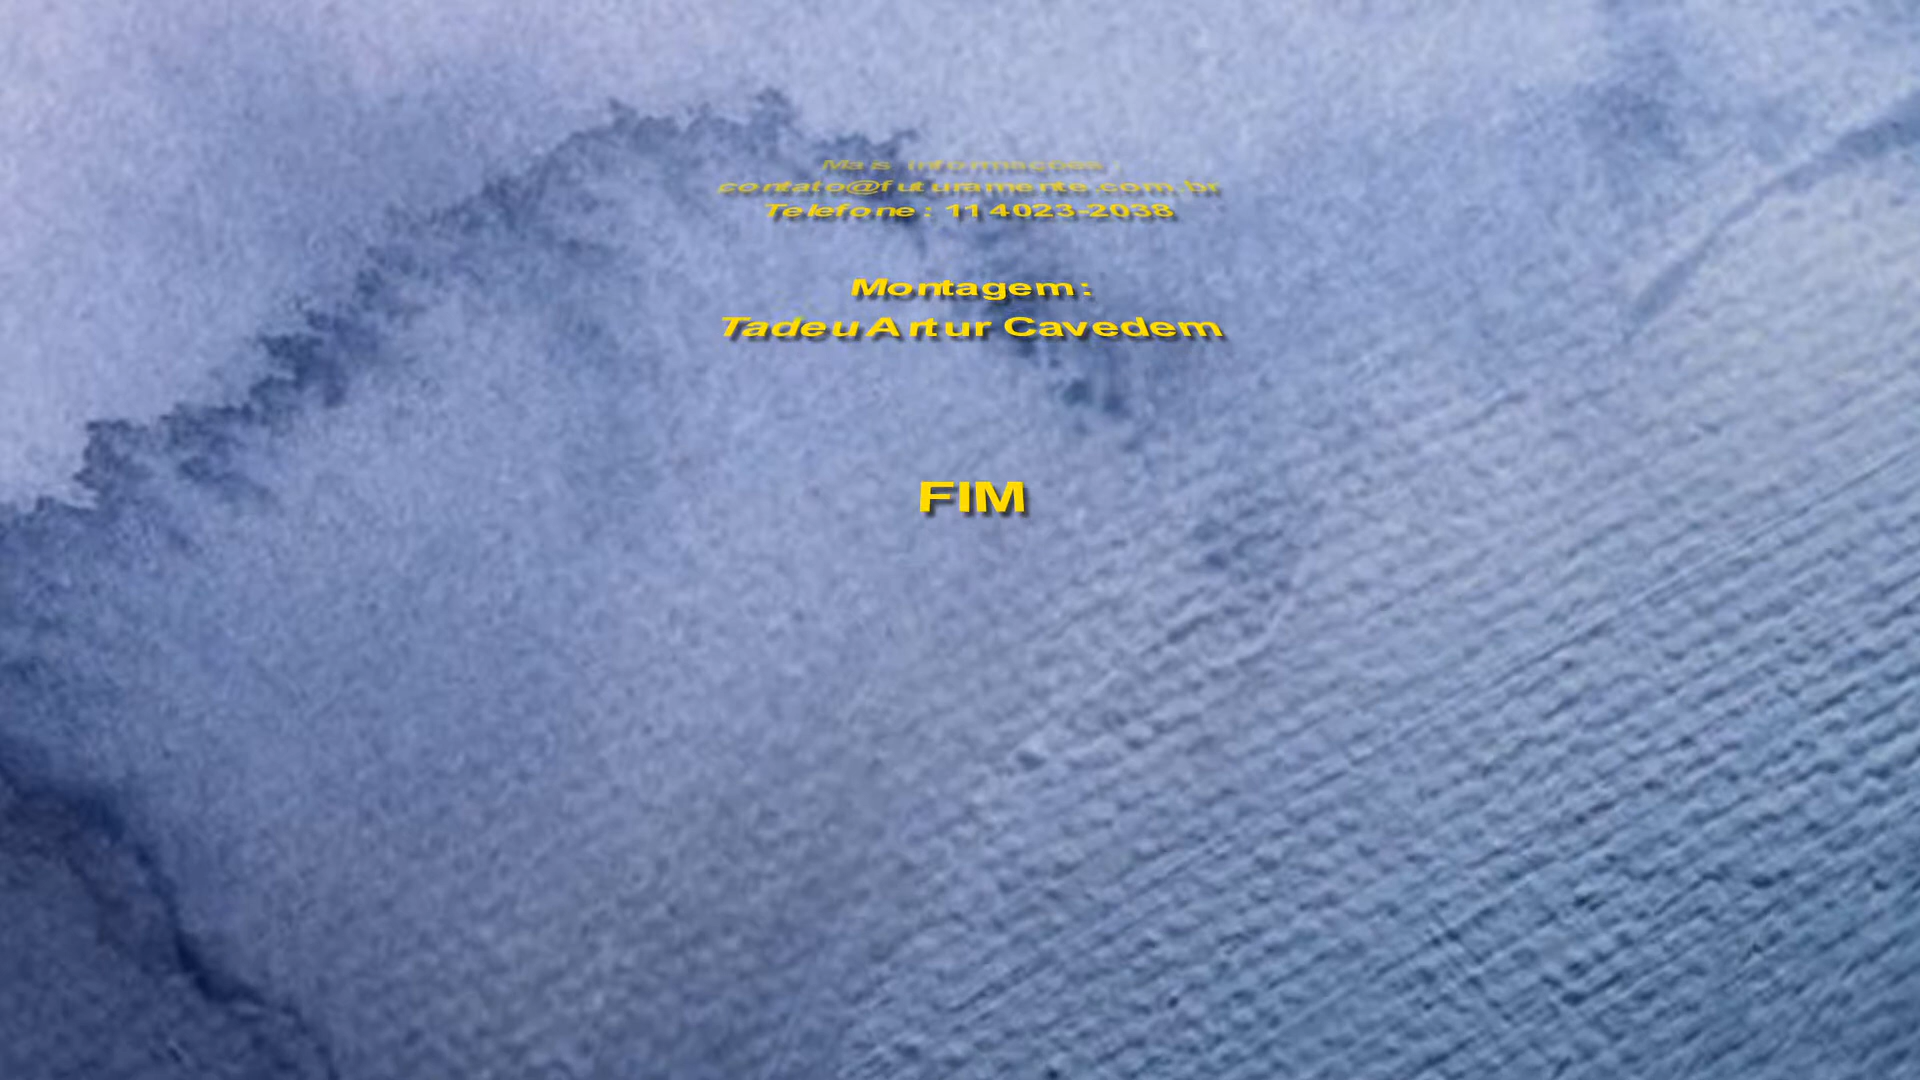 Mais informações:
contato@futuramente.com.br
Telefone: 11 4023-2038
Montagem:
Tadeu Artur Cavedem
FIM